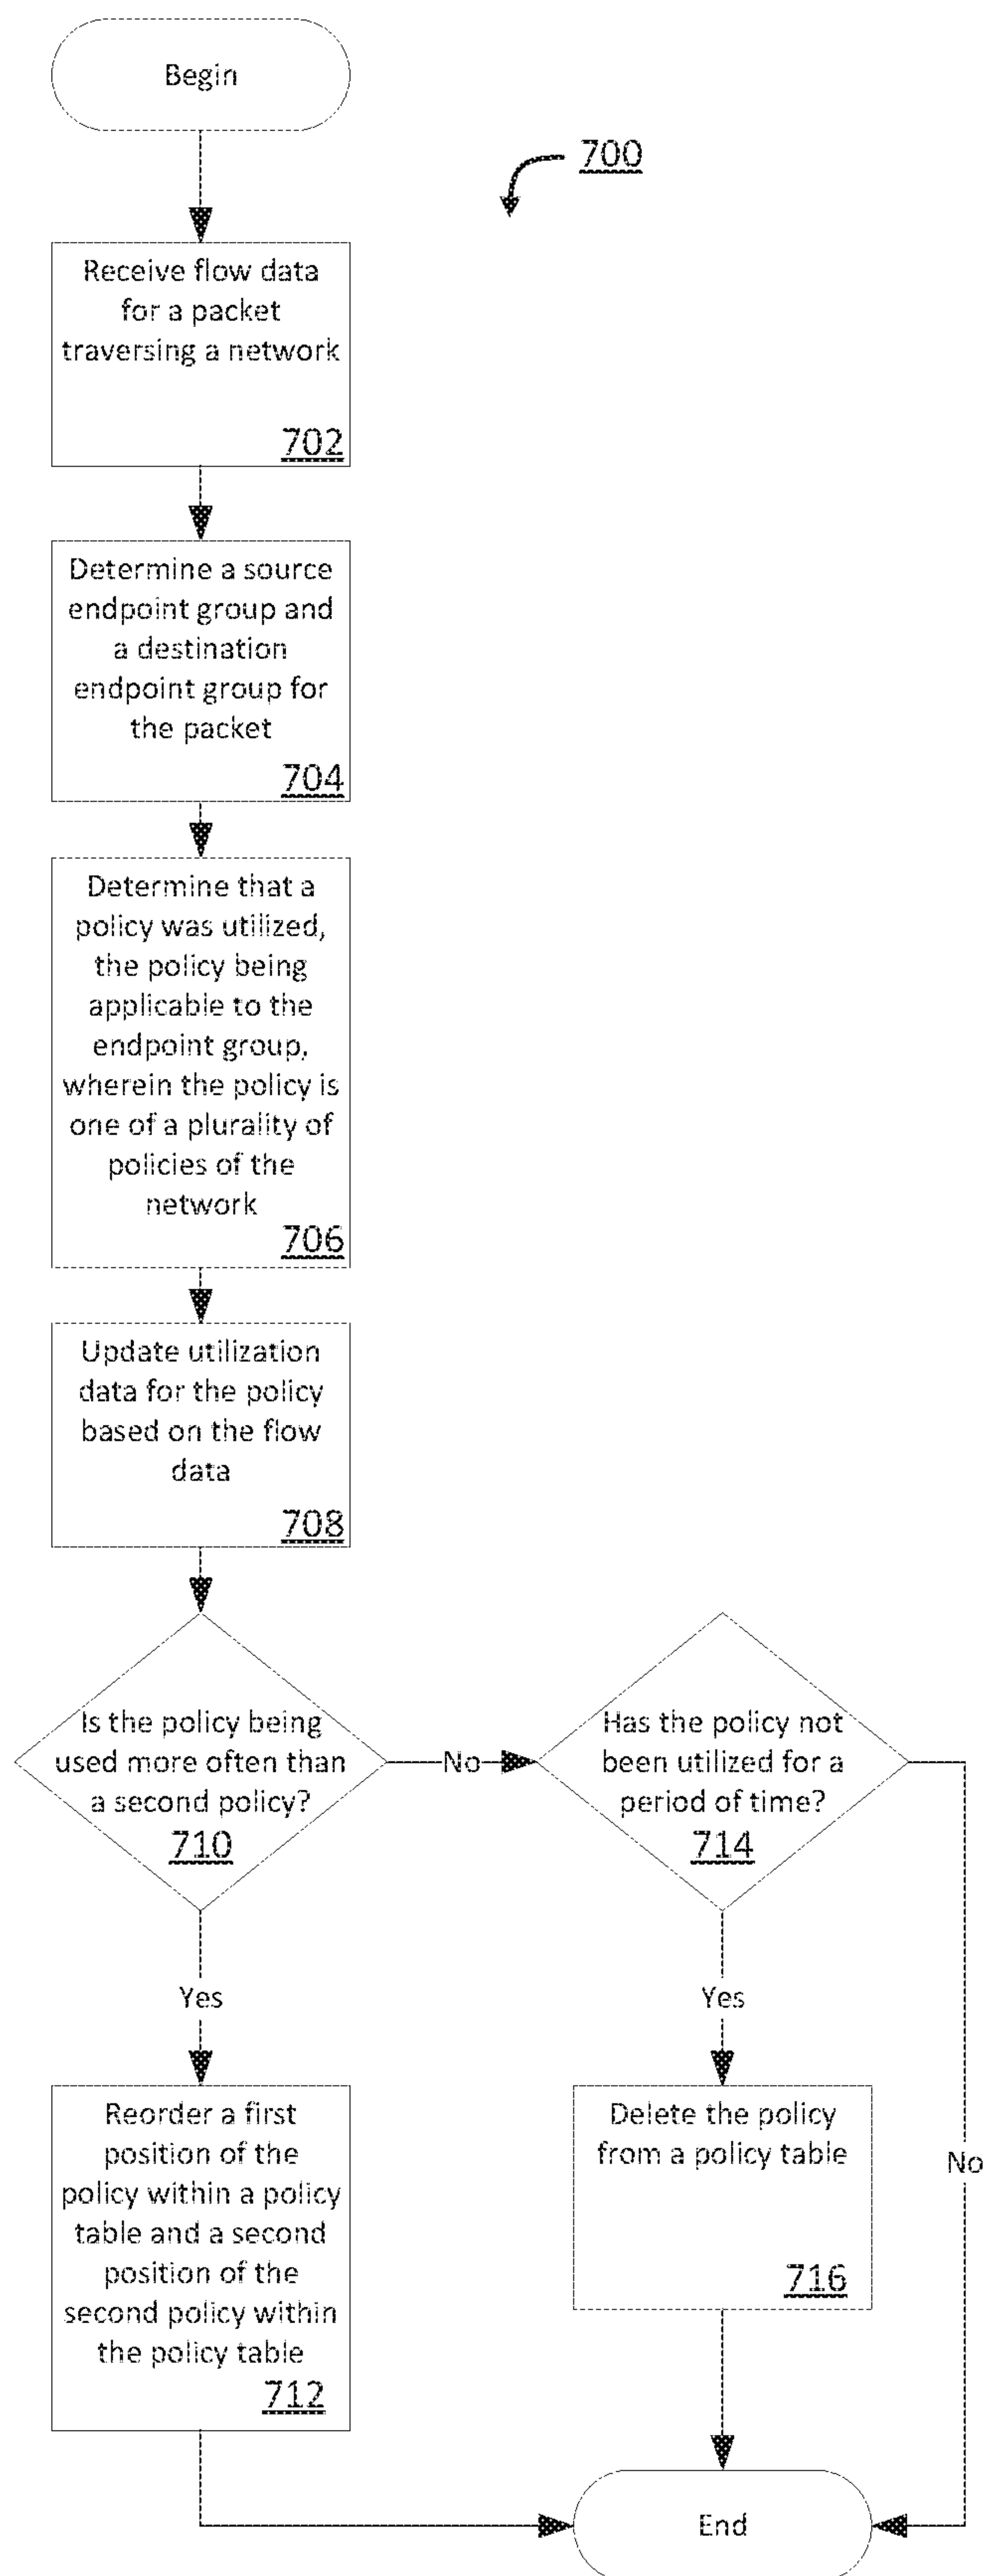 Begin
700
Receive flow data
for a packet
traversing a network
702
Determine a source
endpoint group and
a destination
endpoint group for
the packet
704
Determine that a
policy was utilized,
the policy being
applicable to the
endpoint group,
wherein the policy is
one of a plurality of
policies of the
network
706
Update utilization
data for the policy
based on the flow
data
708
Is the policy being
used more often than
a second policy?
710
No
Has the policy not
been utilized for a
period of time?
714
Yes
Yes
No
Reorder a first
position of the
policy within a policy
table and a second
position of the
second policy within
the policy table
712
Delete the policy
from a policy table
716
End